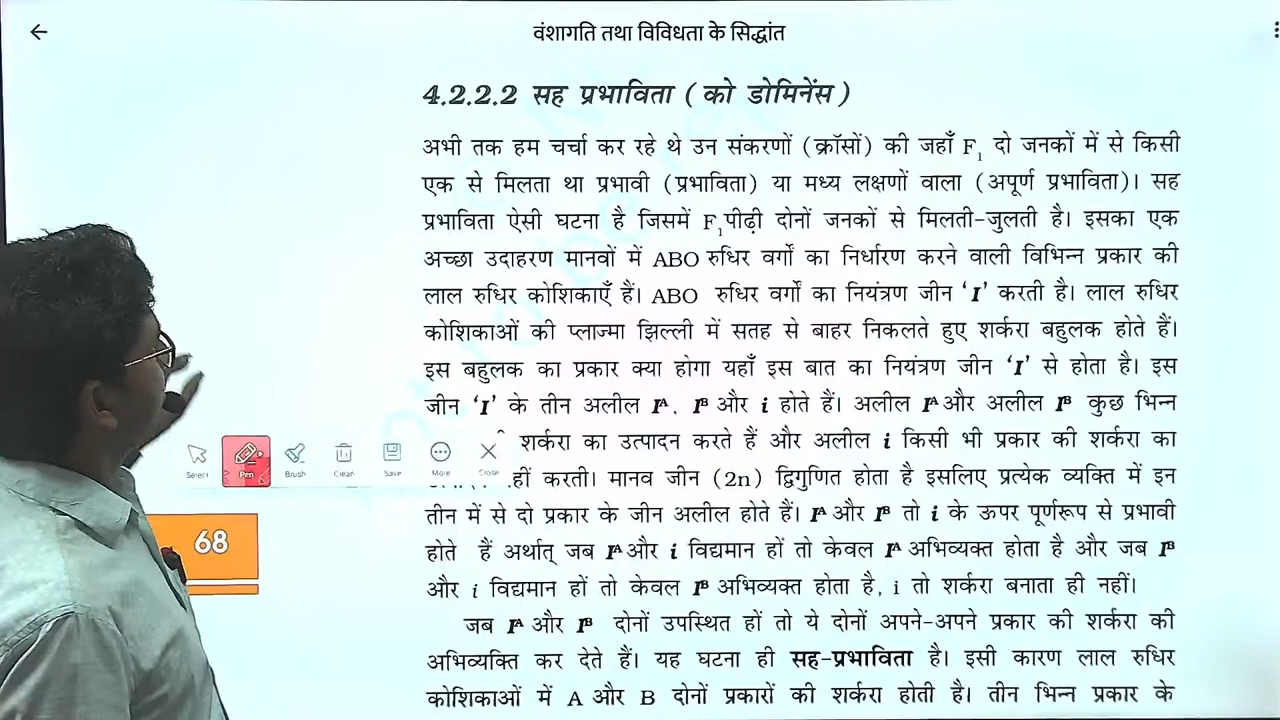 वंशागति तथा विविधता के सिद्धांत
4.2.2.2 सह प्रभाविता ( को डोमिनेंस )
अभी तक हम चर्चा कर रहे थे उन संकरणों (क्रॉसों) की जहाँ F₁ दो जनकों में से किसी
एक से मिलता था प्रभावी (प्रभाविता) या मध्य लक्षणों वाला (अपूर्ण प्रभाविता)। सह
प्रभाविता ऐसी घटना है जिसमें F₁पीढ़ी दोनों जनकों से मिलती-जुलती है। इसका एक
अच्छा उदाहरण मानवों में ABO रुधिर वर्गों का निर्धारण करने वाली विभिन्न प्रकार की
लाल रुधिर कोशिकाएँ हैं। ABO रुधिर वर्गों का नियंत्रण जीन ‘I’ करती है। लाल रुधिर
कोशिकाओं की प्लाज्मा झिल्ली में सतह से बाहर निकलते हुए शर्करा बहुलक होते हैं।
इस बहुलक का प्रकार क्या होगा यहाँ इस बात का नियंत्रण जीन ‘I’ से होता है। इस
जीन ‘I’ के तीन अलील Iᴬ, Iᴮ और i होते हैं। अलील Iᴬ और अलील Iᴮ कुछ भिन्न
शर्करा का उत्पादन करते हैं और अलील i किसी भी प्रकार की शर्करा का
Select Pen Brush Clean Save More Close
हीं करती। मानव जीन (2n) द्विगुणित होता है इसलिए प्रत्येक व्यक्ति में इन
तीन में से दो प्रकार के जीन अलील होते हैं। Iᴬ और Iᴮ तो i के ऊपर पूर्णरूप से प्रभावी
68
होते हैं अर्थात् जब Iᴬ और i विद्यमान हों तो केवल Iᴬ अभिव्यक्त होता है और जब Iᴮ
और i विद्यमान हों तो केवल Iᴮ अभिव्यक्त होता है, i तो शर्करा बनाता ही नहीं।
जब Iᴬ और Iᴮ दोनों उपस्थित हों तो ये दोनों अपने-अपने प्रकार की शर्करा की
अभिव्यक्ति कर देते हैं। यह घटना ही सह-प्रभाविता है। इसी कारण लाल रुधिर
कोशिकाओं में A और B दोनों प्रकारों की शर्करा होती है। तीन भिन्न प्रकार के